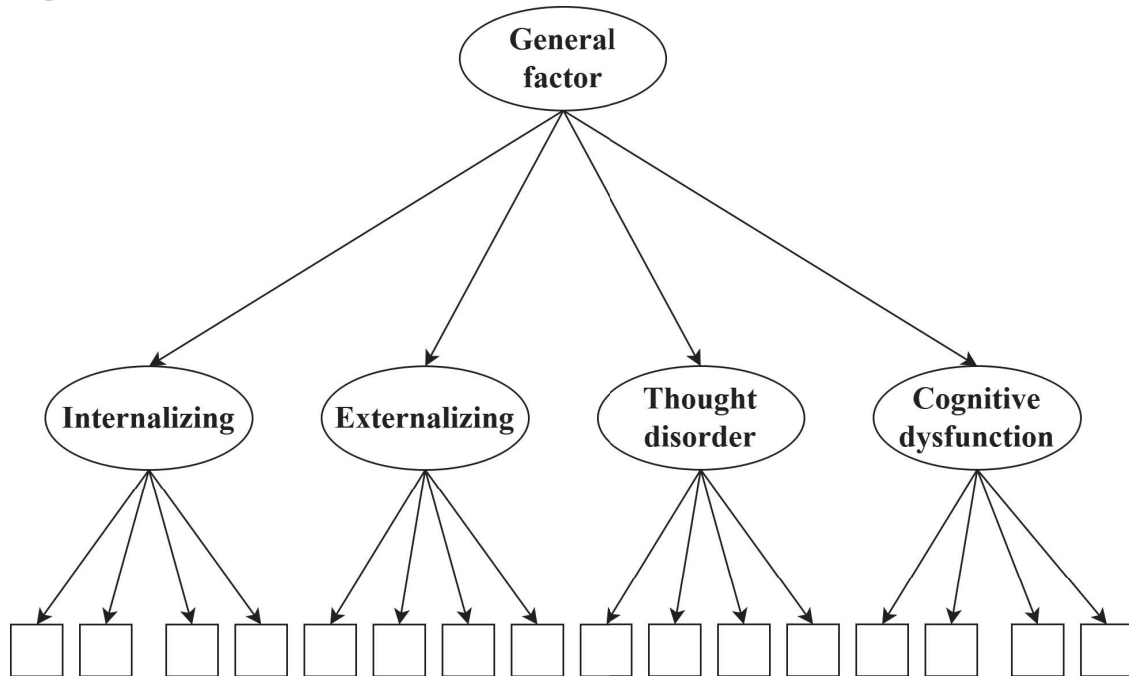 General
factor
Internalizing
Externalizing
Thought
disorder
Cognitive
dysfunction